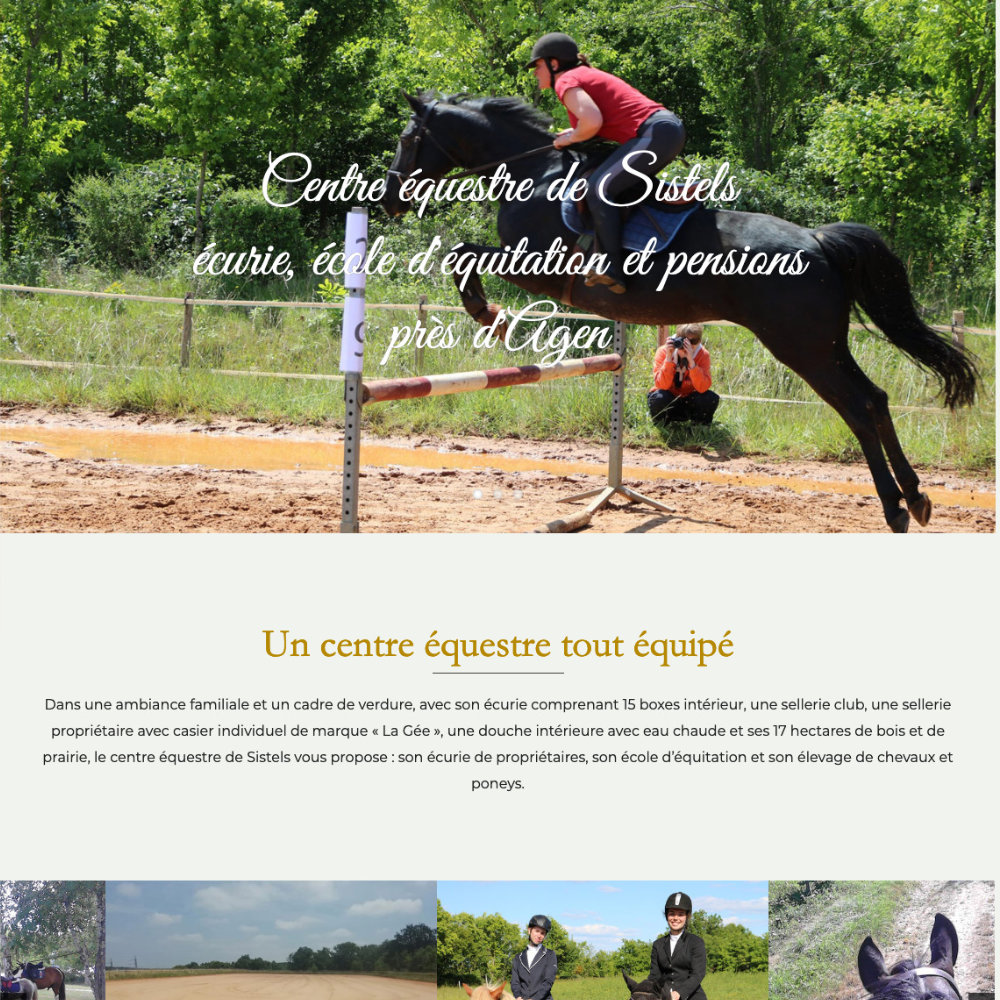 Centre équestre de Sistels
écurie, école d'équitation et pensions
près d'Agen
Un centre équestre tout équipé
Dans une ambiance familiale et un cadre de verdure, avec son écurie comprenant 15 boxes intérieur, une sellerie club, une sellerie
propriétaire avec casier individuel de marque « La Gée », une douche intérieure avec eau chaude et ses 17 hectares de bois et de
prairie, le centre équestre de Sistels vous propose : son écurie de propriétaires, son école d'équitation et son élevage de chevaux et
poneys.